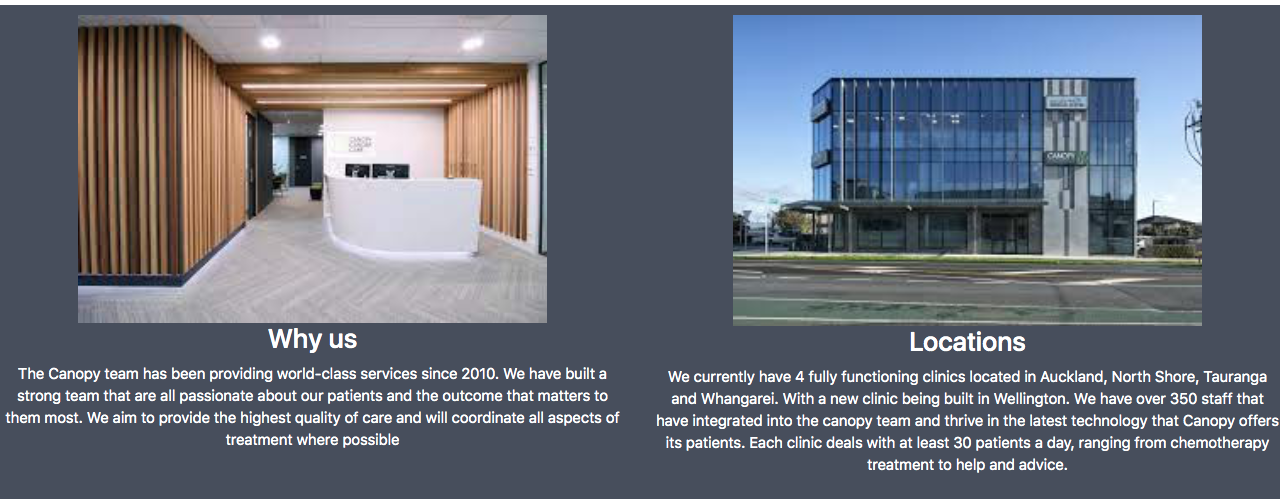 CANOPY
CANCER
CARE
CANOPY
Why us
The Canopy team has been providing world-class services since 2010. We have built a
strong team that are all passionate about our patients and the outcome that matters to
them most. We aim to provide the highest quality of care and will coordinate all aspects of
treatment where possible
Locations
We currently have 4 fully functioning clinics located in Auckland, North Shore, Tauranga
and Whangarei. With a new clinic being built in Wellington. We have over 350 staff that
have integrated into the canopy team and thrive in the latest technology that Canopy offers
its patients. Each clinic deals with at least 30 patients a day, ranging from chemotherapy
treatment to help and advice.